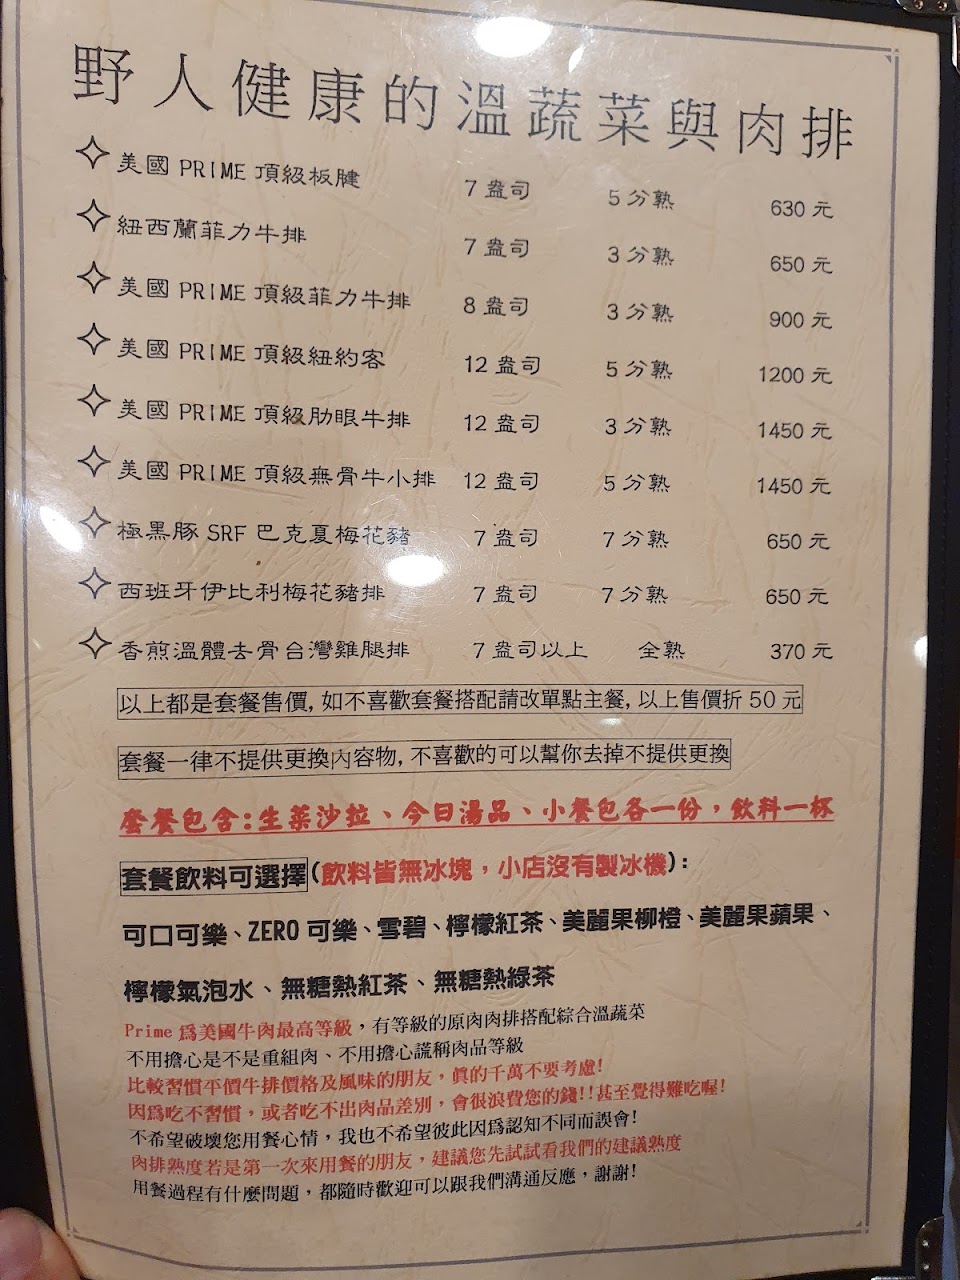 野人健康的溫蔬菜與肉排
美國 PRIME 頂級板腱 7 盎司 5 分熟 630 元
紐西蘭菲力牛排 7 盎司 3 分熟 650 元
美國 PRIME 頂級菲力牛排 8 盎司 3 分熟 900 元
美國 PRIME 頂級紐約客 12 盎司 5 分熟 1200 元
美國 PRIME 頂級肋眼牛排 12 盎司 3 分熟 1450 元
美國 PRIME 頂級無骨牛小排 12 盎司 5 分熟 1450 元
極黑豚 SRF 巴克夏梅花豬 7 盎司 7 分熟 650 元
西班牙伊比利梅花豬排 7 盎司 7 分熟 650 元
香煎溫體去骨台灣雞腿排 7 盎司以上 全熟 370 元
以上都是套餐售價, 如不喜歡套餐搭配請改單點主餐, 以上售價折 50 元
套餐一律不提供更換內容物, 不喜歡的可以幫你去掉不提供更換
套餐包含:生菜沙拉、今日湯品、小餐包各一份，飲料一杯
套餐飲料可選擇(飲料皆無冰塊，小店沒有製冰機):
可口可樂、ZERO 可樂、雪碧、檸檬紅茶、美麗果柳橙、美麗果蘋果、
檸檬氣泡水、無糖熱紅茶、無糖熱綠茶
Prime 為美國牛肉最高等級，有等級的原肉肉排搭配綜合溫蔬菜
不用擔心是不是重組肉、不用擔心謊稱肉品等級
比較習慣平價牛排價格及風味的朋友，真的千萬不要考慮!
因為吃不習慣，或者吃不出肉品差別，會很浪費您的錢!!甚至覺得難吃喔!
不希望破壞您用餐心情，我也不希望彼此因為認知不同而誤會!
肉排熟度若是第一次來用餐的朋友，建議您先試試看我們的建議熟度
用餐過程有什麼問題，都隨時歡迎可以跟我們溝通反應，謝謝!